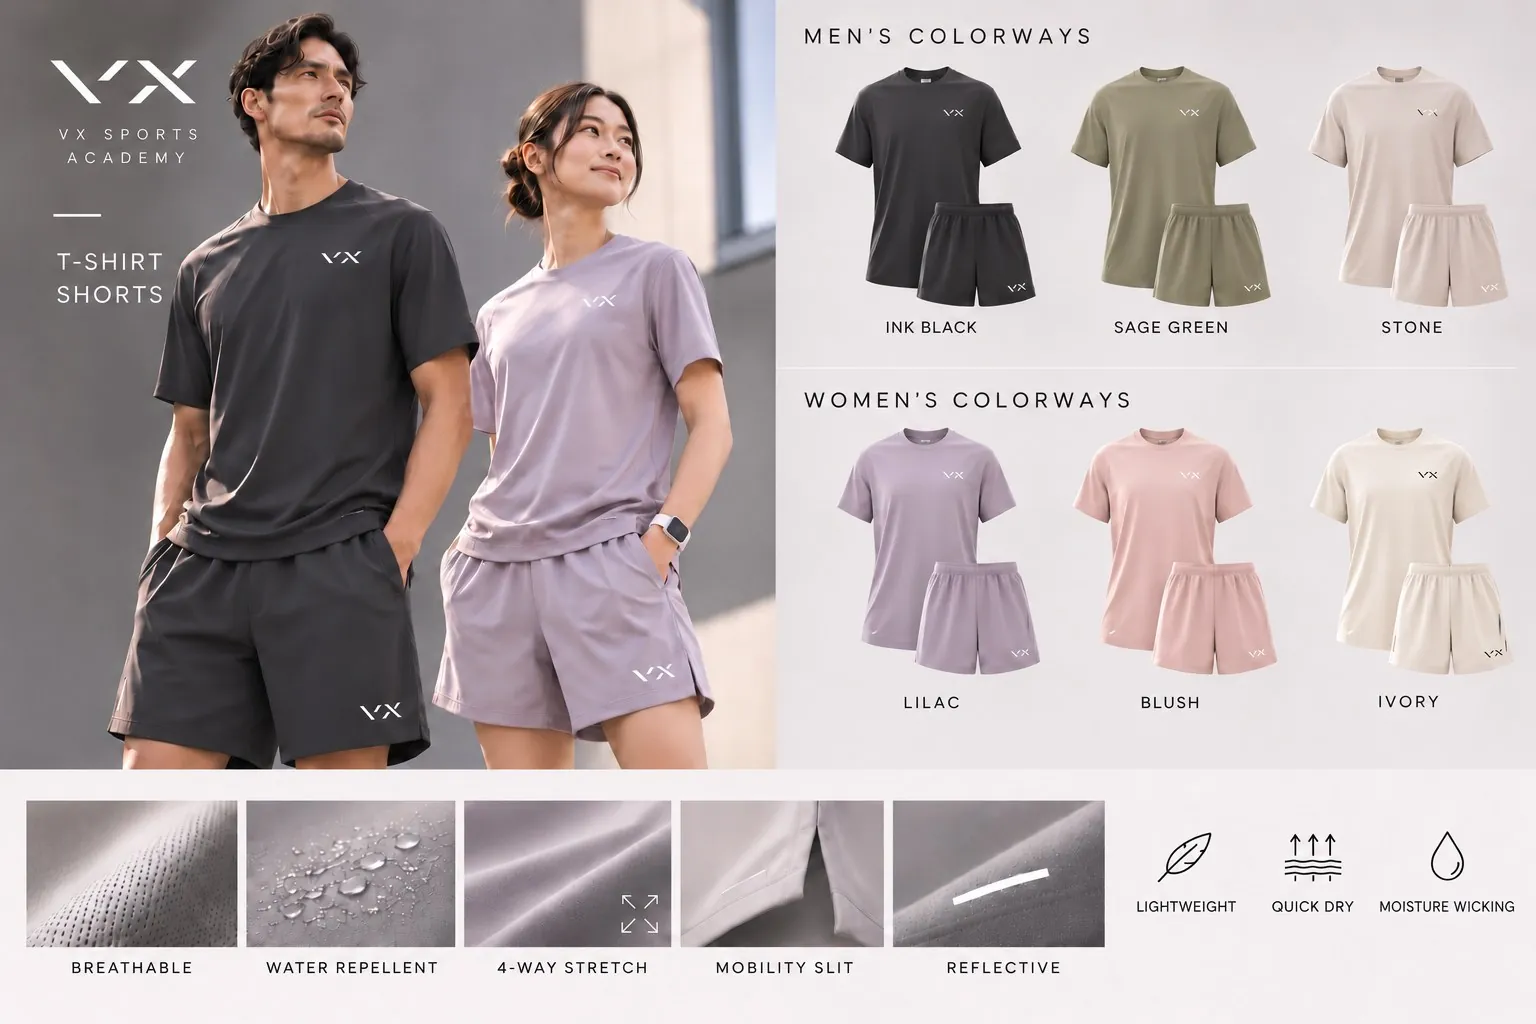 VX
VX SPORTS
ACADEMY
T-SHIRT
SHORTS
VX
VX
VX
VX
MEN'S COLORWAYS
VX
VX
VX
VX
VX
VX
INK BLACK
SAGE GREEN
STONE
WOMEN'S COLORWAYS
VX
VX
VX
VX
VX
VX
LILAC
BLUSH
IVORY
BREATHABLE
WATER REPELLENT
4-WAY STRETCH
MOBILITY SLIT
REFLECTIVE
LIGHTWEIGHT
QUICK DRY
MOISTURE WICKING